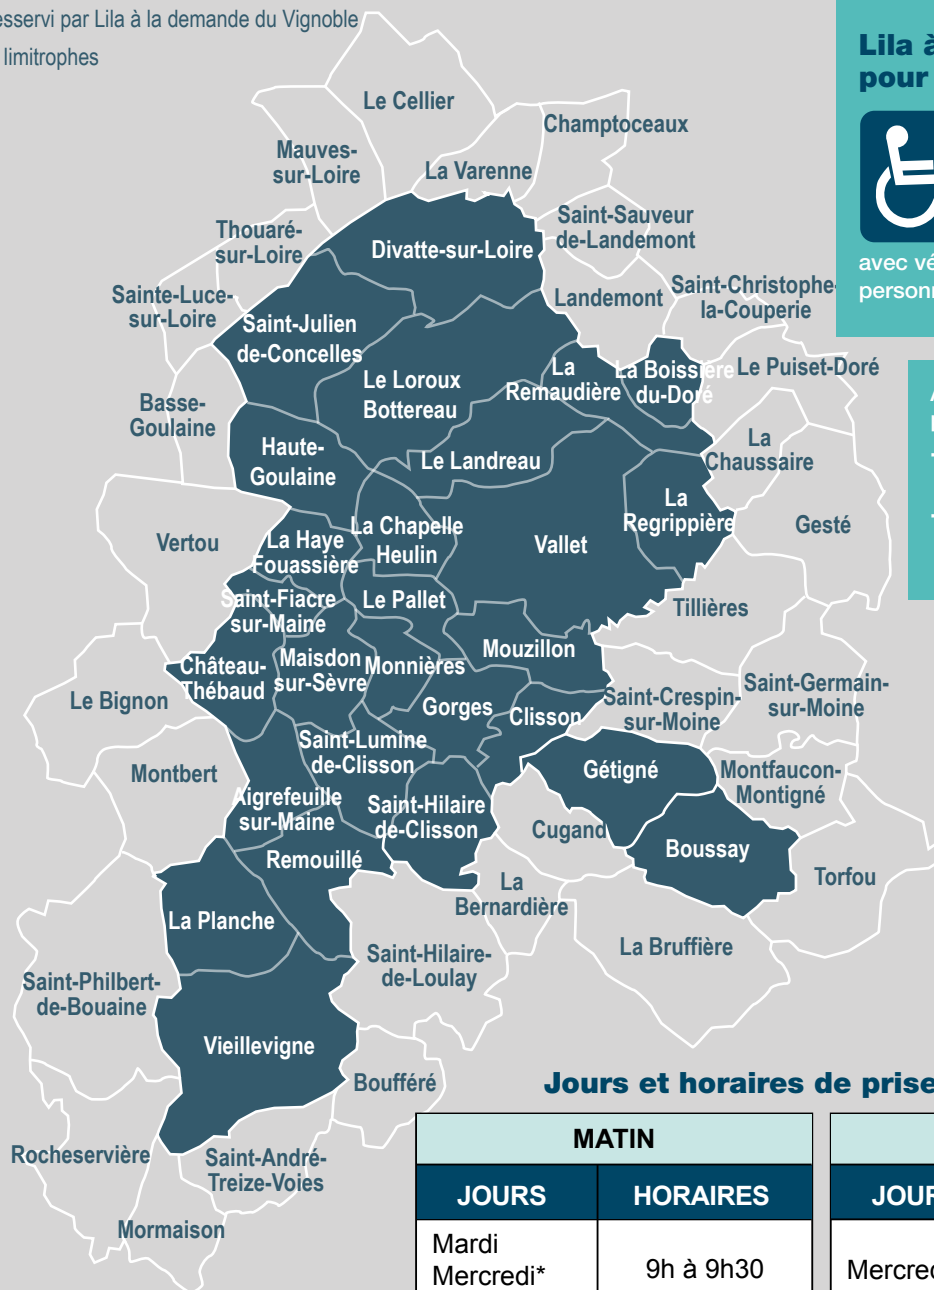 esservi par Lila à la demande du Vignoble
limitrophes
Lila à
pour
avec vé
personn
Le Cellier
Champtoceaux
Mauves-
sur-Loire
La Varenne
Thouaré-
sur-Loire
Saint-Sauveur
de-Landemont
Divatte-sur-Loire
Sainte-Luce-
sur-Loire
Landemont
Saint-Christophe-
la-Couperie
Saint-Julien
de-Concelles
Le Loroux
Bottereau
La
Remaudière
La Boissière
du-Doré
Le Puiset-Doré
Basse-
Goulaine
Haute-
Goulaine
Le Landreau
La
Chaussaire
La
Regrippière
Gesté
Vertou
La Haye
Fouassière
La Chapelle
Heulin
Vallet
Saint-Fiacre
sur-Maine
Le Pallet
Tillières
Château-
Thébaud
Maisdon
sur-Sèvre
Monnières
Mouzillon
Le Bignon
Gorges
Clisson
Saint-Crespin-
sur-Moine
Saint-Germain-
sur-Moine
Saint-Lumine
de-Clisson
Montbert
Gétigné
Montfaucon-
Montigné
Aigrefeuille
sur-Maine
Saint-Hilaire
de-Clisson
Cugand
Boussay
Remouillé
Torfou
La
Bernardière
La Planche
La Bruffière
Saint-Hilaire-
de-Loulay
Saint-Philbert-
de-Bouaine
Vieillevigne
Boufféré
Rocheservière
Saint-André-
Treize-Voies
Mormaison
Jours et horaires de prise
MATIN
JOURS HORAIRES JOUR
Mardi
Mercredi* 9h à 9h30 Mercred